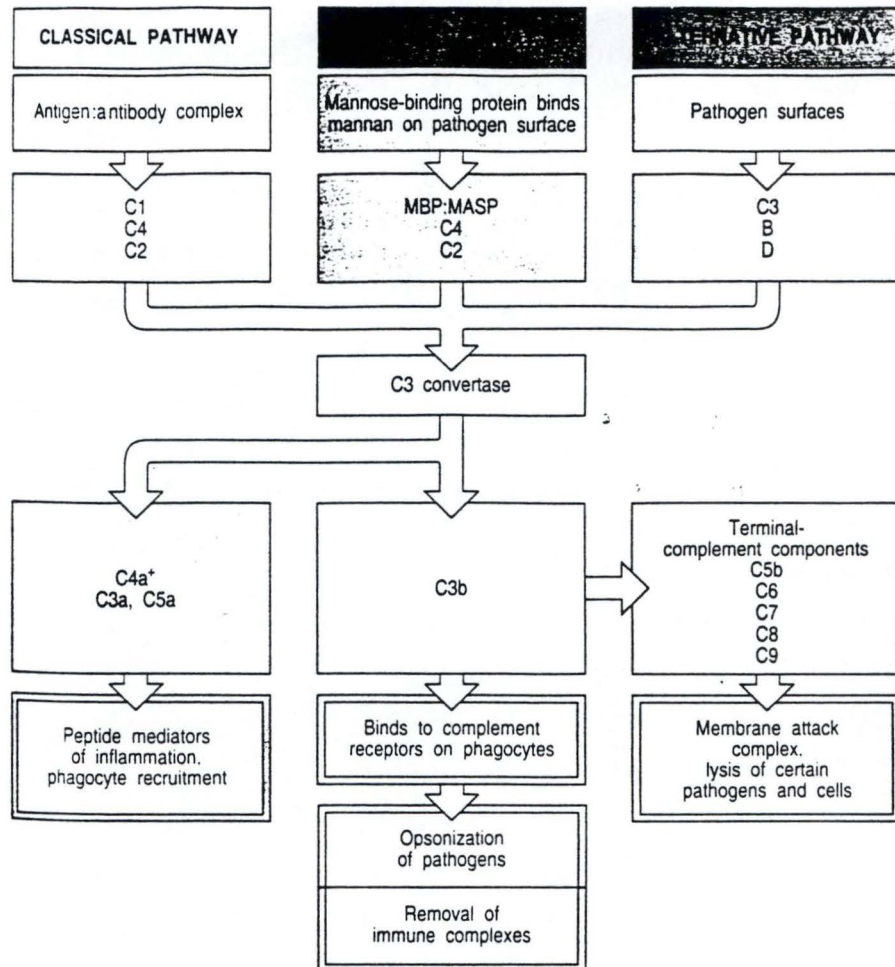 CLASSICAL PATHWAY
TERNATIVE PATHWAY
Antigen:antibody complex
Mannose-binding protein binds
mannan on pathogen surface
Pathogen surfaces
C1
C4
C2
MBP:MASP
C4
C2
C3
B
D
C3 convertase
C4a+
C3a, C5a
C3b
Terminal-
complement components
C5b
C6
C7
C8
C9
Peptide mediators
of inflammation,
phagocyte recruitment
Binds to complement
receptors on phagocytes
Membrane attack
complex,
lysis of certain
pathogens and cells
Opsonization
of pathogens
Removal of
immune complexes